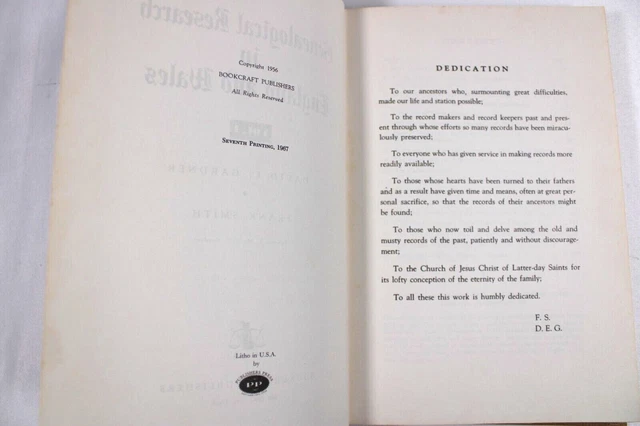 Copyright 1956
BOOKCRAFT PUBLISHERS
All Rights Reserved
SEVENTH PRINTING, 1967
Litho in U.S.A.
by
PUBLISHERS PRESS
PP
DEDICATION
To our ancestors who, surmounting great difficulties,
made our life and station possible;
To the record makers and record keepers past and pres-
ent through whose efforts so many records have been miracu-
lously preserved;
To everyone who has given service in making records more
readily available;
To those whose hearts have been turned to their fathers
and as a result have given time and means, often at great per-
sonal sacrifice, so that the records of their ancestors might
be found;
To those who now toil and delve among the old and
musty records of the past, patiently and without discourage-
ment;
To the Church of Jesus Christ of Latter-day Saints for
its lofty conception of the eternity of the family;
To all these this work is humbly dedicated.
F. S.
D. E. G.